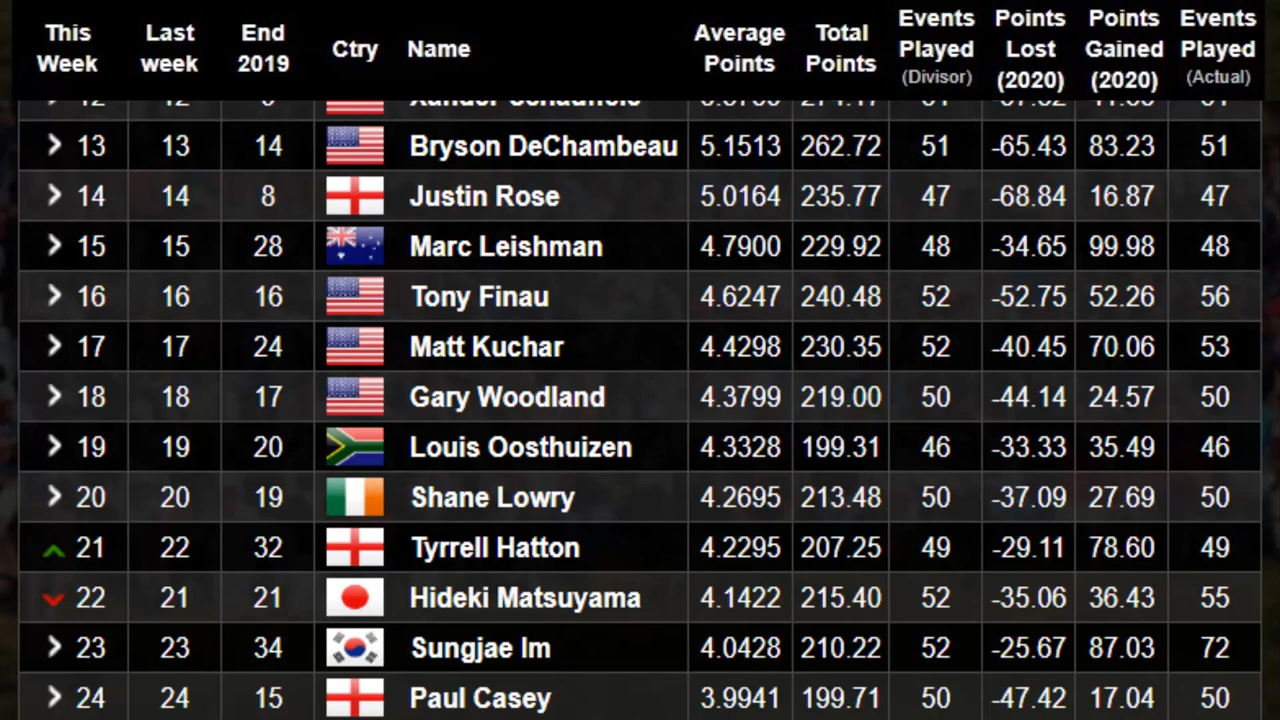 This Week Last week End 2019 Ctry Name Average Points Total Points Events Played (Divisor) Points Lost (2020) Points Gained (2020) Events Played (Actual)
13 13 14 Bryson DeChambeau 5.1513 262.72 51 -65.43 83.23 51
14 14 8 Justin Rose 5.0164 235.77 47 -68.84 16.87 47
15 15 28 Marc Leishman 4.7900 229.92 48 -34.65 99.98 48
16 16 16 Tony Finau 4.6247 240.48 52 -52.75 52.26 56
17 17 24 Matt Kuchar 4.4298 230.35 52 -40.45 70.06 53
18 18 17 Gary Woodland 4.3799 219.00 50 -44.14 24.57 50
19 19 20 Louis Oosthuizen 4.3328 199.31 46 -33.33 35.49 46
20 20 19 Shane Lowry 4.2695 213.48 50 -37.09 27.69 50
21 22 32 Tyrrell Hatton 4.2295 207.25 49 -29.11 78.60 49
22 21 21 Hideki Matsuyama 4.1422 215.40 52 -35.06 36.43 55
23 23 34 Sungjae Im 4.0428 210.22 52 -25.67 87.03 72
24 24 15 Paul Casey 3.9941 199.71 50 -47.42 17.04 50